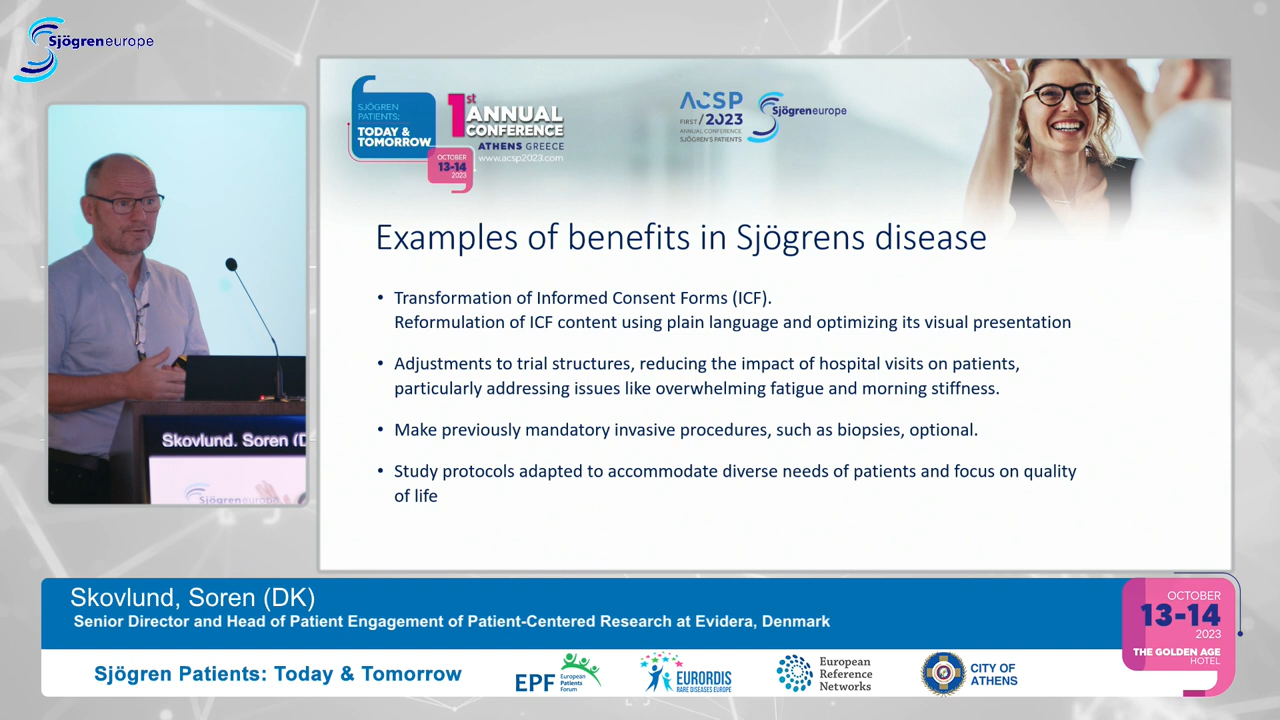 Sjögreneurope
SJÖGREN
PATIENTS:
TODAY &
TOMORROW
1st
ANNUAL
CONFERENCE
ATHENS GREECE
www.acsp2023.com
OCTOBER
13-14
2023
ACSP
FIRST / 2023
ANNUAL CONFERENCE
SJÖGREN'S PATIENTS
Sjögreneurope
Examples of benefits in Sjögrens disease
• Transformation of Informed Consent Forms (ICF).
Reformulation of ICF content using plain language and optimizing its visual presentation
• Adjustments to trial structures, reducing the impact of hospital visits on patients,
particularly addressing issues like overwhelming fatigue and morning stiffness.
• Make previously mandatory invasive procedures, such as biopsies, optional.
• Study protocols adapted to accommodate diverse needs of patients and focus on quality
of life
Skovlund. Soren (D
Sjögreneurope
Skovlund, Soren (DK)
Senior Director and Head of Patient Engagement of Patient-Centered Research at Evidera, Denmark
OCTOBER
13-14
2023
THE GOLDEN AGE
HOTEL
Sjögren Patients: Today & Tomorrow
EPF
European
Patients
Forum
EURORDIS
RARE DISEASES EUROPE
European
Reference
Networks
CITY OF
ATHENS